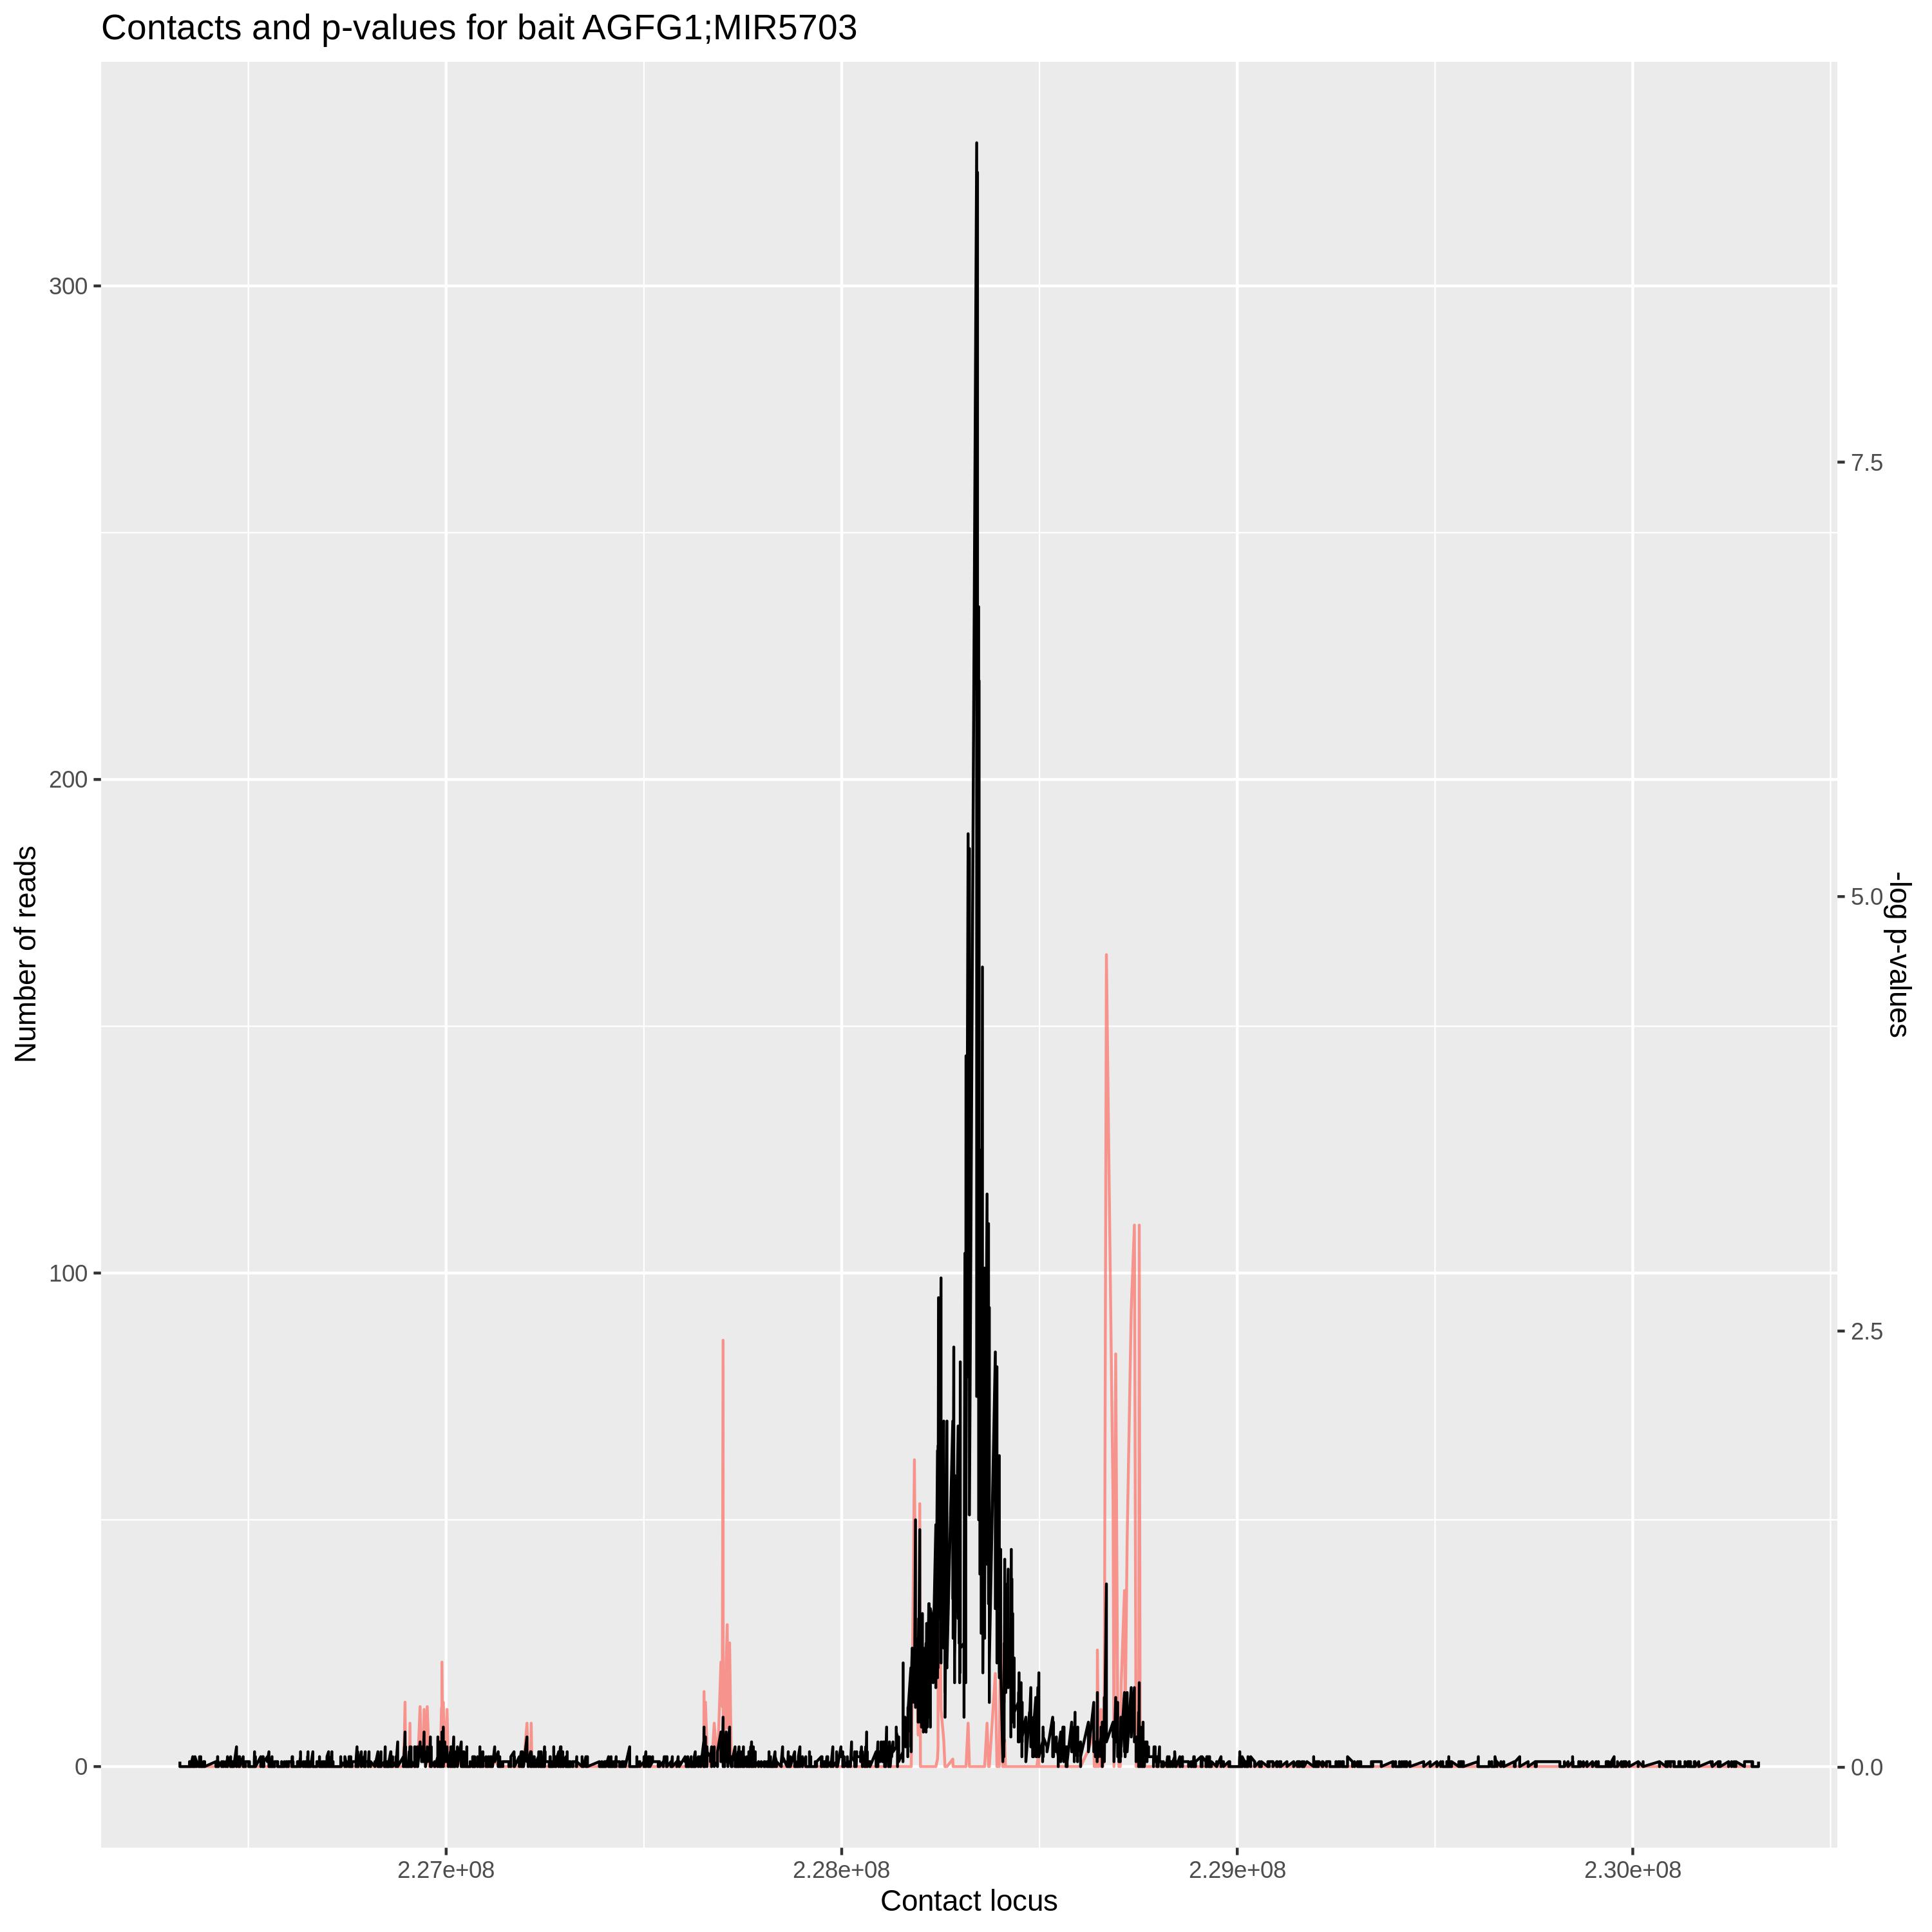 Contacts and p-values for bait AGFG1;MIR5703
300
200
100
0
Number of reads
7.5
5.0
2.5
0.0
-log p-values
2.27e+08
2.28e+08
2.29e+08
2.30e+08
Contact locus